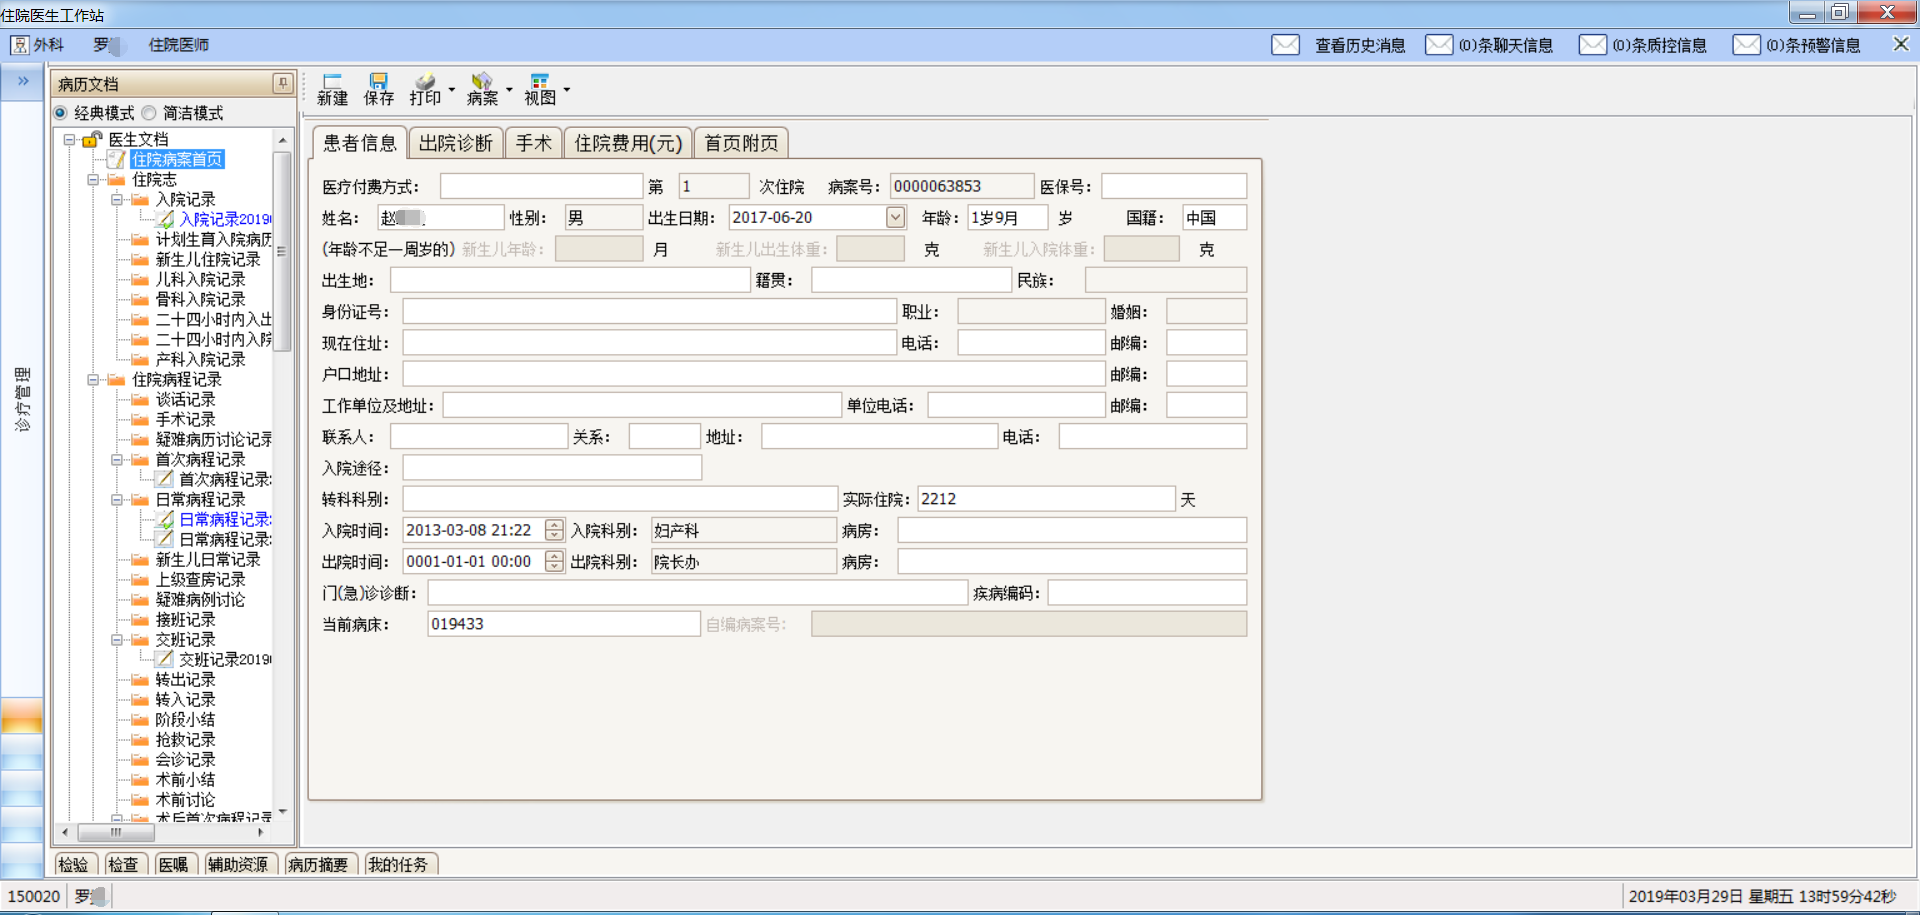 住院医生工作站
外科 罗 住院医师 查看历史消息 (0)条聊天信息 (0)条质控信息 (0)条预警信息
病历文档
经典模式 简洁模式
医生文档
住院病案首页
住院志
入院记录
入院记录2019
计划生育入院病历
新生儿住院记录
儿科入院记录
骨科入院记录
二十四小时内入出
二十四小时内入院
产科入院记录
住院病程记录
谈话记录
手术记录
疑难病历讨论记录
首次病程记录
首次病程记录
日常病程记录
日常病程记录
日常病程记录
新生儿日常记录
上级查房记录
疑难病例讨论
接班记录
交班记录
交班记录2019
转出记录
转入记录
阶段小结
抢救记录
会诊记录
术前小结
术前讨论
术后首次病程记录
诊疗管理
新建 保存 打印 病案 视图
患者信息 出院诊断 手术 住院费用(元) 首页附页
医疗付费方式： 第 1 次住院 病案号： 0000063853 医保号：
姓名： 赵 性别： 男 出生日期： 2017-06-20 年龄： 1岁9月 岁 国籍： 中国
(年龄不足一周岁的) 新生儿年龄： 月 新生儿出生体重： 克 新生儿入院体重： 克
出生地： 籍贯： 民族：
身份证号： 职业： 婚姻：
现在住址： 电话： 邮编：
户口地址： 邮编：
工作单位及地址： 单位电话： 邮编：
联系人： 关系： 地址： 电话：
入院途径：
转科科别： 实际住院： 2212 天
入院时间： 2013-03-08 21:22 入院科别： 妇产科 病房：
出院时间： 0001-01-01 00:00 出院科别： 院长办 病房：
门(急)诊诊断： 疾病编码：
当前病床： 019433 自编病案号：
检验 检查 医嘱 辅助资源 病历摘要 我的任务
150020 罗 2019年03月29日 星期五 13时59分42秒